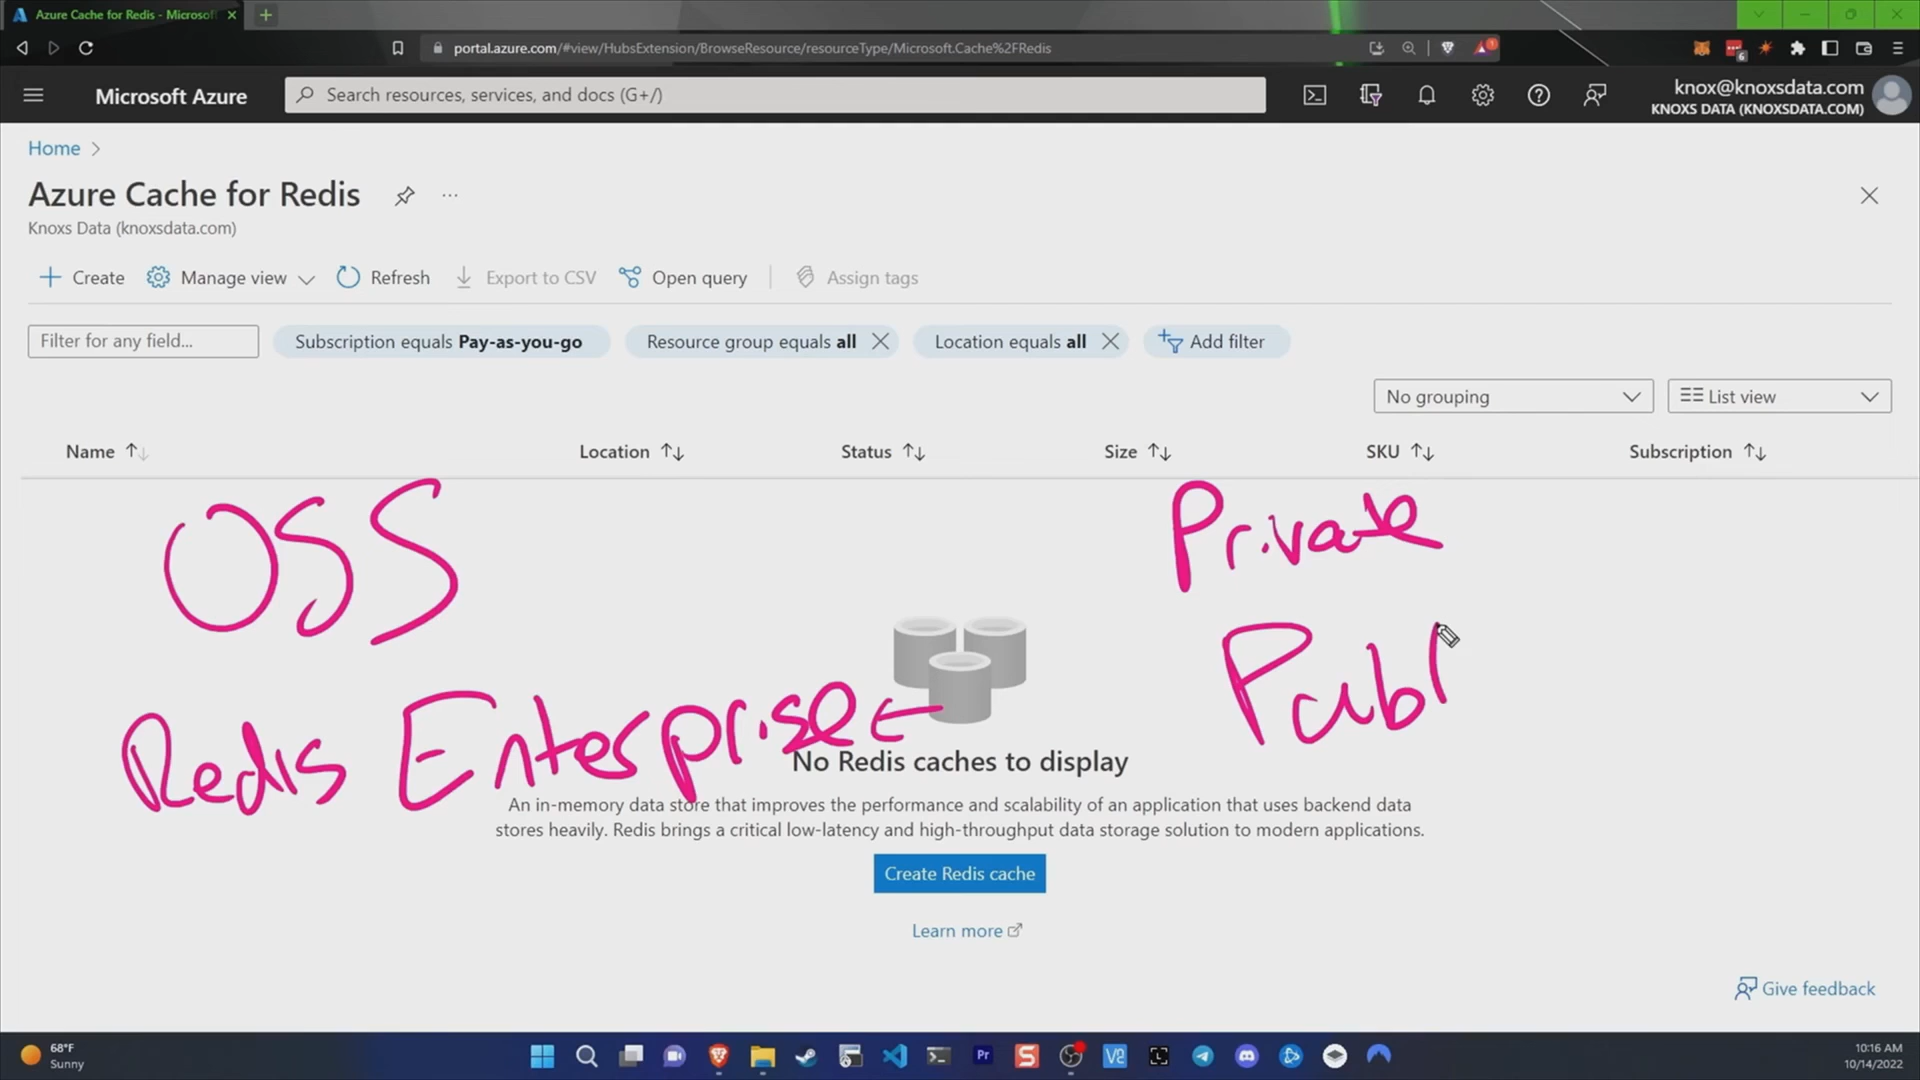 Azure Cache for Redis - Microsoft
portal.azure.com/#view/HubsExtension/BrowseResource/resourceType/Microsoft.Cache%2FRedis
Microsoft Azure
Search resources, services, and docs (G+/)
knox@knoxsdata.com
KNOXS DATA (KNOXSDATA.COM)
Home
Azure Cache for Redis
Knoxs Data (knoxsdata.com)
Create Manage view Refresh Export to CSV Open query Assign tags
Filter for any field... Subscription equals Pay-as-you-go Resource group equals all Location equals all Add filter
No grouping List view
Name Location Status Size SKU Subscription
OSS Private
Publ
Redis Enterprise
No Redis caches to display
An in-memory data store that improves the performance and scalability of an application that uses backend data
stores heavily. Redis brings a critical low-latency and high-throughput data storage solution to modern applications.
Create Redis cache
Learn more
Give feedback
68°F
Sunny
10:16 AM
10/14/2022